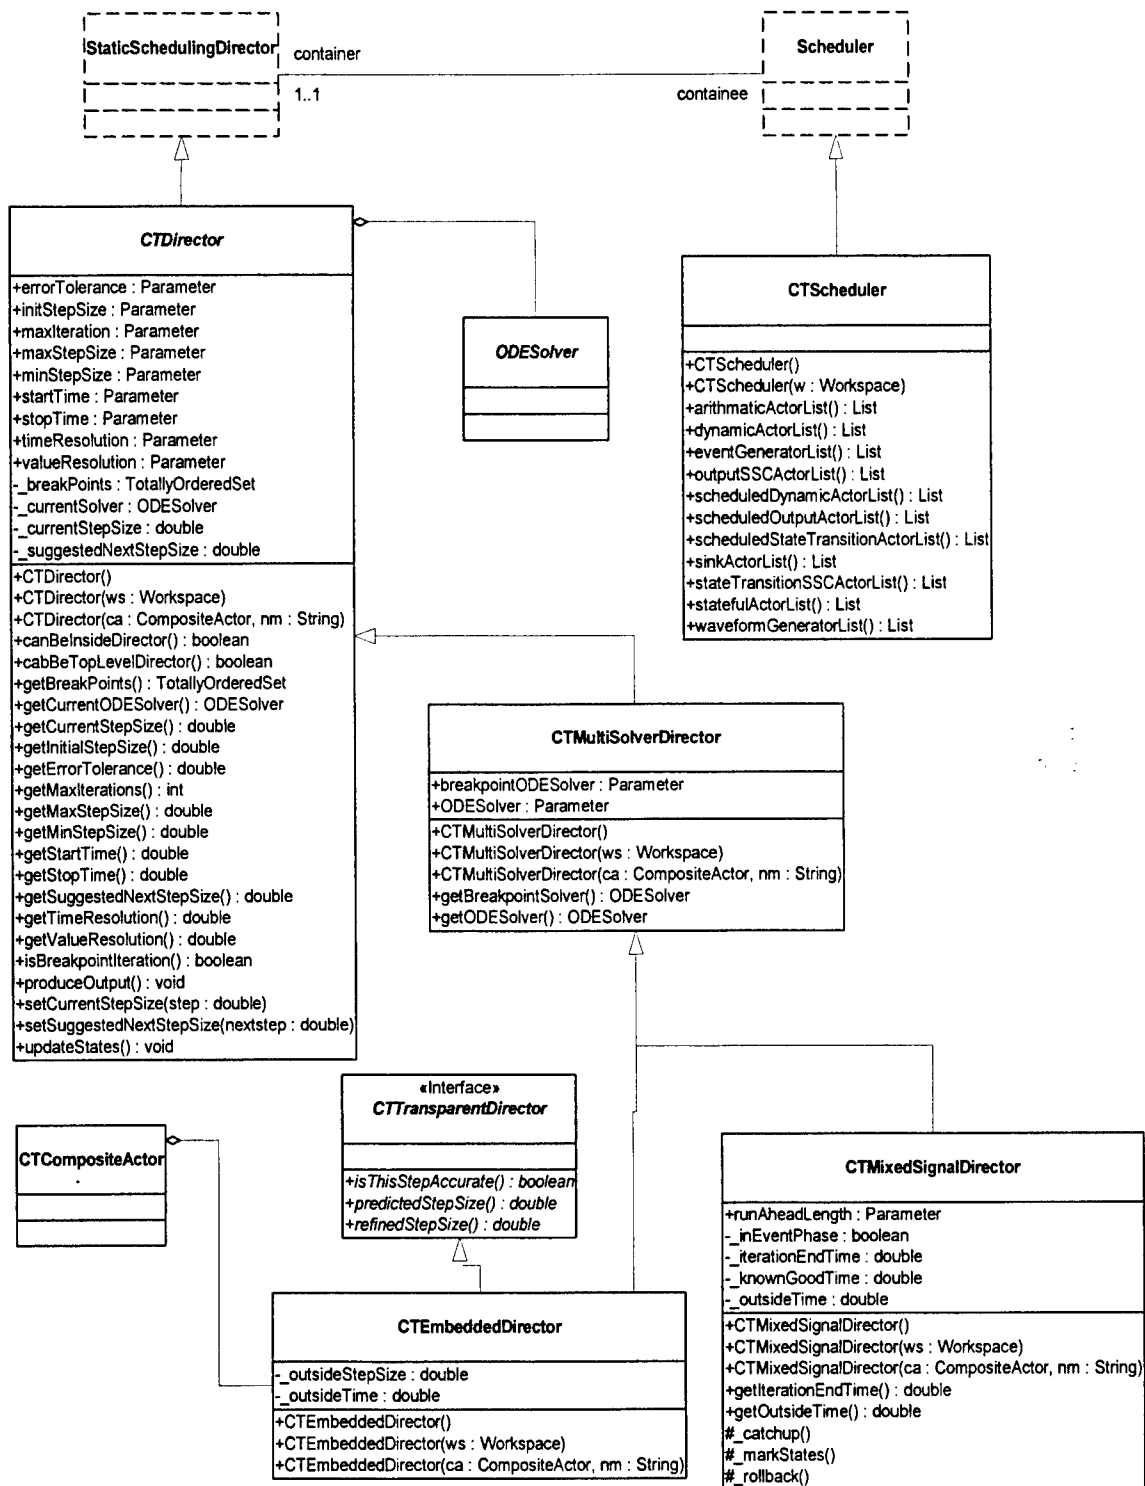 StaticSchedulingDirector
container
1..1
containee
Scheduler
CTDirector
+errorTolerance : Parameter
+initStepSize : Parameter
+maxIteration : Parameter
+maxStepSize : Parameter
+minStepSize : Parameter
+startTime : Parameter
+stopTime : Parameter
+timeResolution : Parameter
+valueResolution : Parameter
-_breakPoints : TotallyOrderedSet
-_currentSolver : ODESolver
-_currentStepSize : double
-_suggestedNextStepSize : double
+CTDirector()
+CTDirector(ws : Workspace)
+CTDirector(ca : CompositeActor, nm : String)
+canBeInsideDirector() : boolean
+cabBeTopLevelDirector() : boolean
+getBreakPoints() : TotallyOrderedSet
+getCurrentODESolver() : ODESolver
+getCurrentStepSize() : double
+getInitialStepSize() : double
+getErrorTolerance() : double
+getMaxIterations() : int
+getMaxStepSize() : double
+getMinStepSize() : double
+getStartTime() : double
+getStopTime() : double
+getSuggestedNextStepSize() : double
+getTimeResolution() : double
+getValueResolution() : double
+isBreakpointIteration() : boolean
+produceOutput() : void
+setCurrentStepSize(step : double)
+setSuggestedNextStepSize(nextstep : double)
+updateStates() : void
ODESolver
CTScheduler
+CTScheduler()
+CTScheduler(w : Workspace)
+arithmaticActorList() : List
+dynamicActorList() : List
+eventGeneratorList() : List
+outputSSCActorList() : List
+scheduledDynamicActorList() : List
+scheduledOutputActorList() : List
+scheduledStateTransitionActorList() : List
+sinkActorList() : List
+stateTransitionSSCActorList() : List
+statefulActorList() : List
+waveformGeneratorList() : List
CTMultiSolverDirector
+breakpointODESolver : Parameter
+ODESolver : Parameter
+CTMultiSolverDirector()
+CTMultiSolverDirector(ws : Workspace)
+CTMultiSolverDirector(ca : CompositeActor, nm : String)
+getBreakpointSolver() : ODESolver
+getODESolver() : ODESolver
«Interface»
CTTransparentDirector
+isThisStepAccurate() : boolean
+predictedStepSize() : double
+refinedStepSize() : double
CTCompositeActor
CTEmbeddedDirector
-_outsideStepSize : double
-_outsideTime : double
+CTEmbeddedDirector()
+CTEmbeddedDirector(ws : Workspace)
+CTEmbeddedDirector(ca : CompositeActor, nm : String)
CTMixedSignalDirector
+runAheadLength : Parameter
-_inEventPhase : boolean
-_iterationEndTime : double
-_knownGoodTime : double
-_outsideTime : double
+CTMixedSignalDirector()
+CTMixedSignalDirector(ws : Workspace)
+CTMixedSignalDirector(ca : CompositeActor, nm : String)
+getIterationEndTime() : double
+getOutsideTime() : double
#_catchup()
#_markStates()
#_rollback()